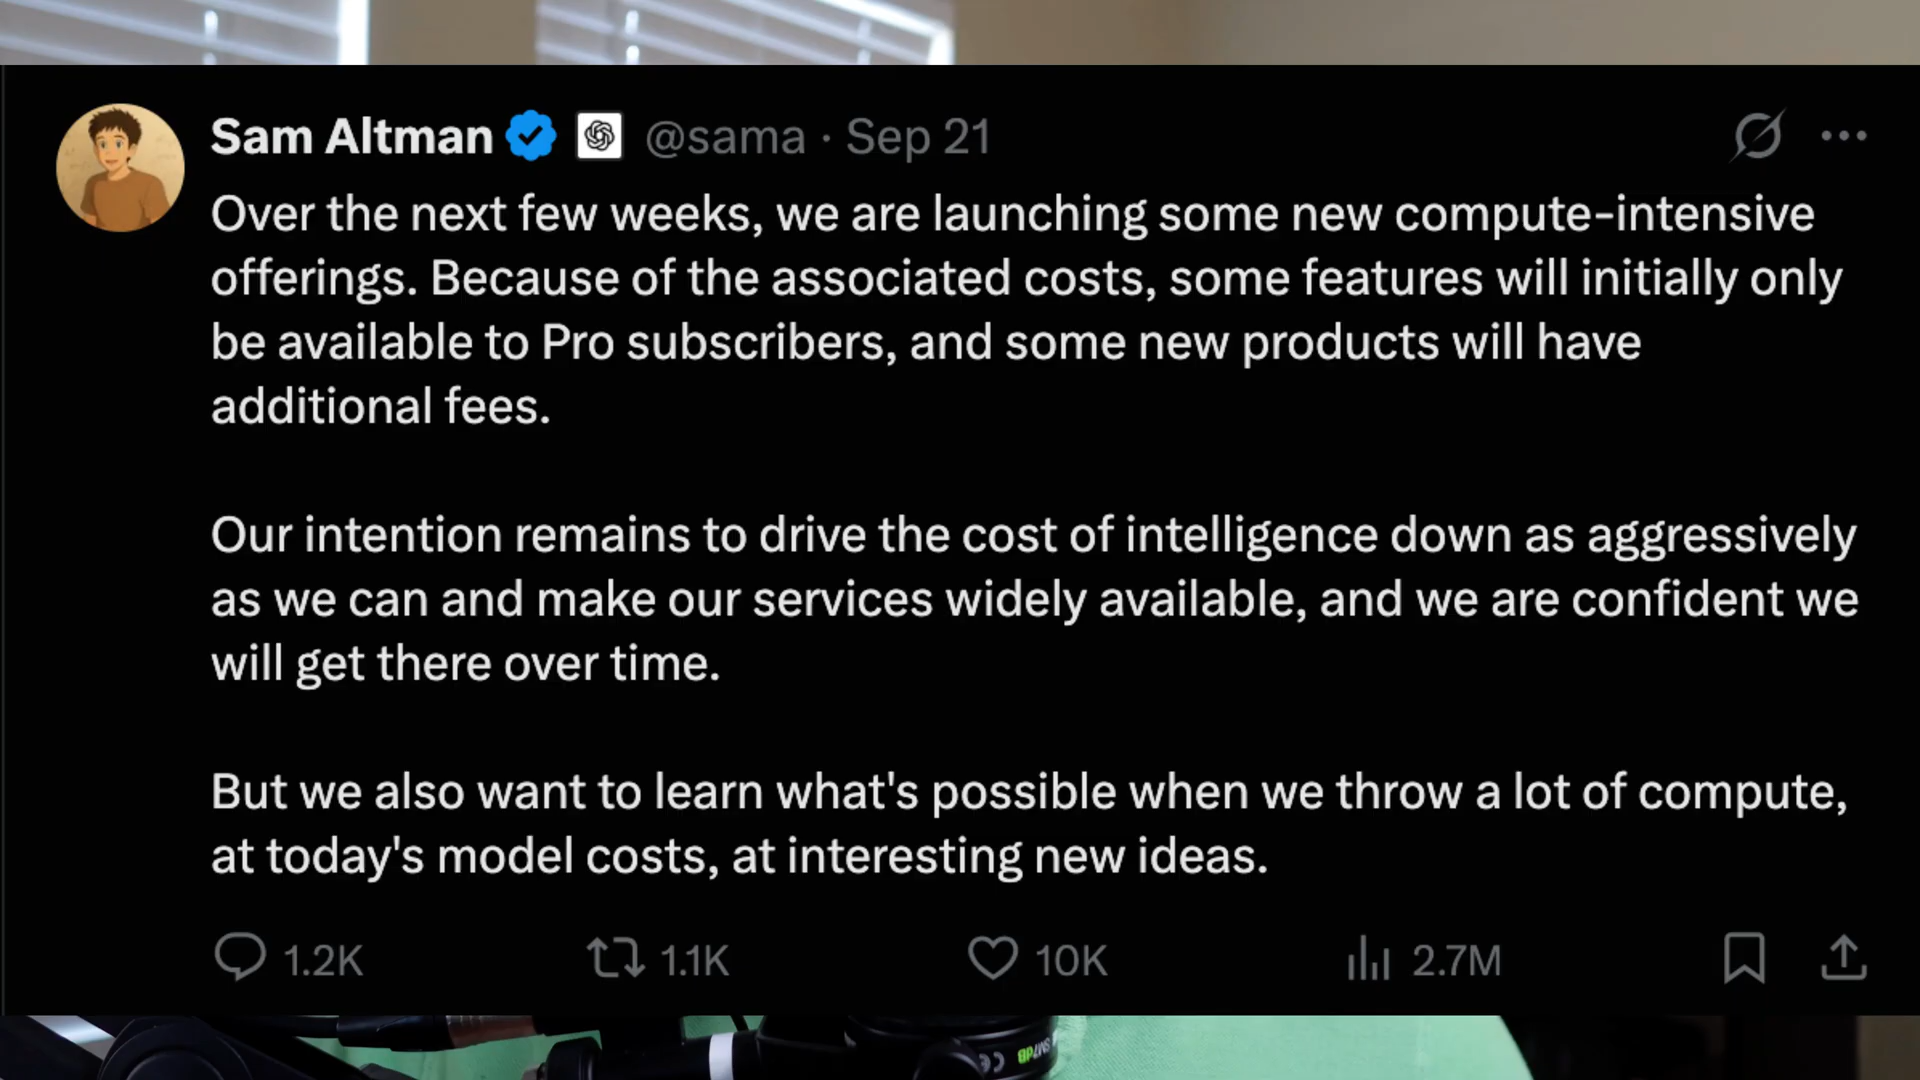 Sam Altman @sama · Sep 21
Over the next few weeks, we are launching some new compute-intensive
offerings. Because of the associated costs, some features will initially only
be available to Pro subscribers, and some new products will have
additional fees.
Our intention remains to drive the cost of intelligence down as aggressively
as we can and make our services widely available, and we are confident we
will get there over time.
But we also want to learn what's possible when we throw a lot of compute,
at today's model costs, at interesting new ideas.
1.2K 1.1K 10K 2.7M
SM7dB